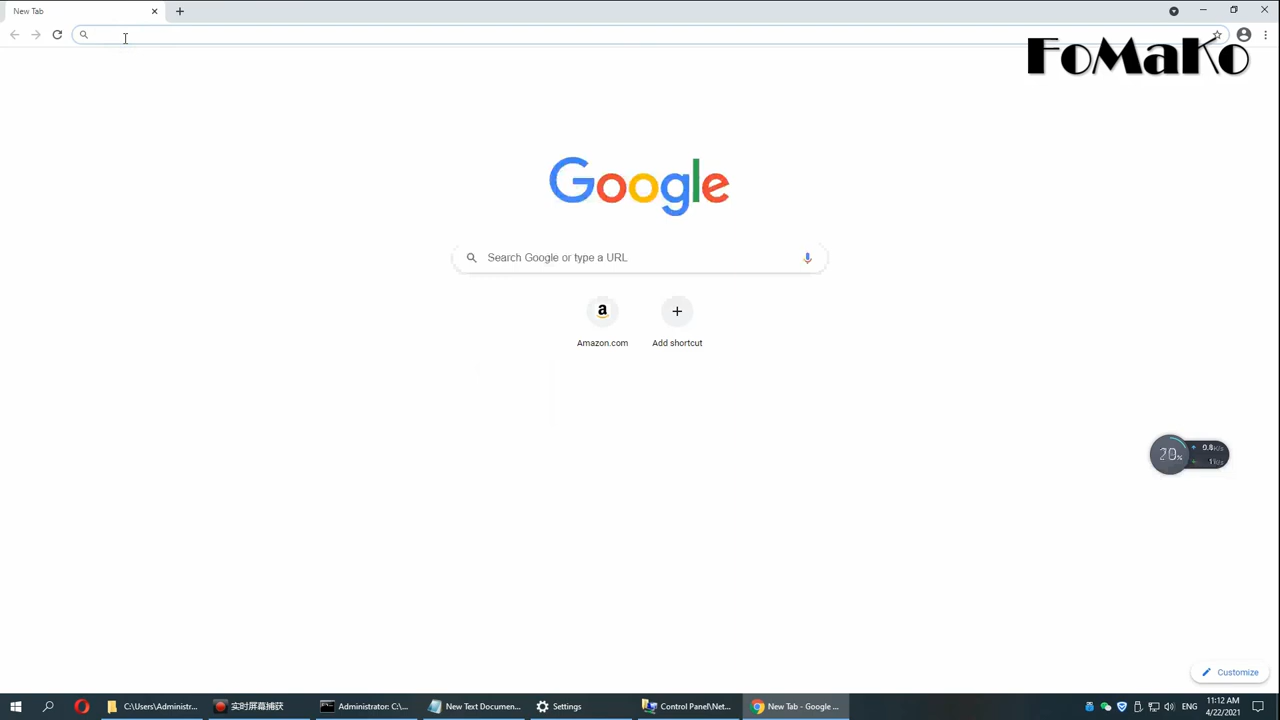 New Tab
FoMaKo
Google
Search Google or type a URL
a
Amazon.com
Add shortcut
20%
Customize
C:\Users\Administr...
实时屏幕捕获
Administrator: C:\...
New Text Documen...
Settings
Control Panel\Net...
New Tab - Google ...
ENG
11:12 AM
4/22/2021